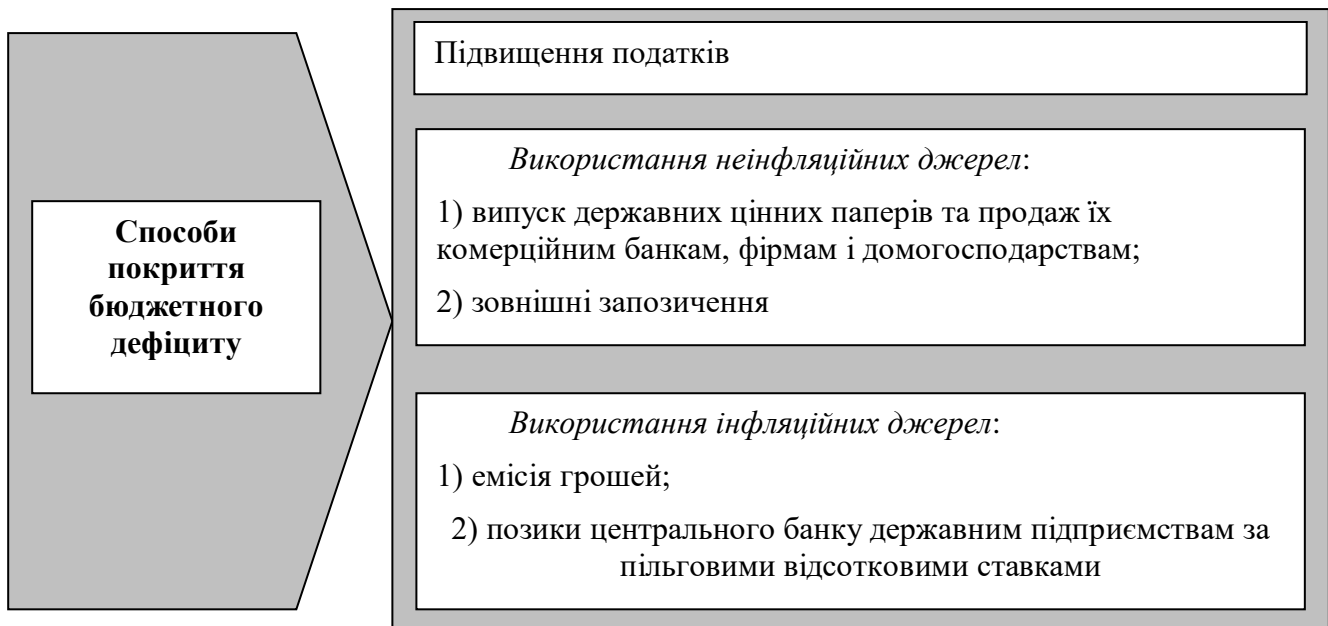 Способи
покриття
бюджетного
дефіциту
Підвищення податків
Використання неінфляційних джерел:
1) випуск державних цінних паперів та продаж їх
комерційним банкам, фірмам і домогосподарствам;
2) зовнішні запозичення
Використання інфляційних джерел:
1) емісія грошей;
2) позики центрального банку державним підприємствам за
пільговими відсотковими ставками